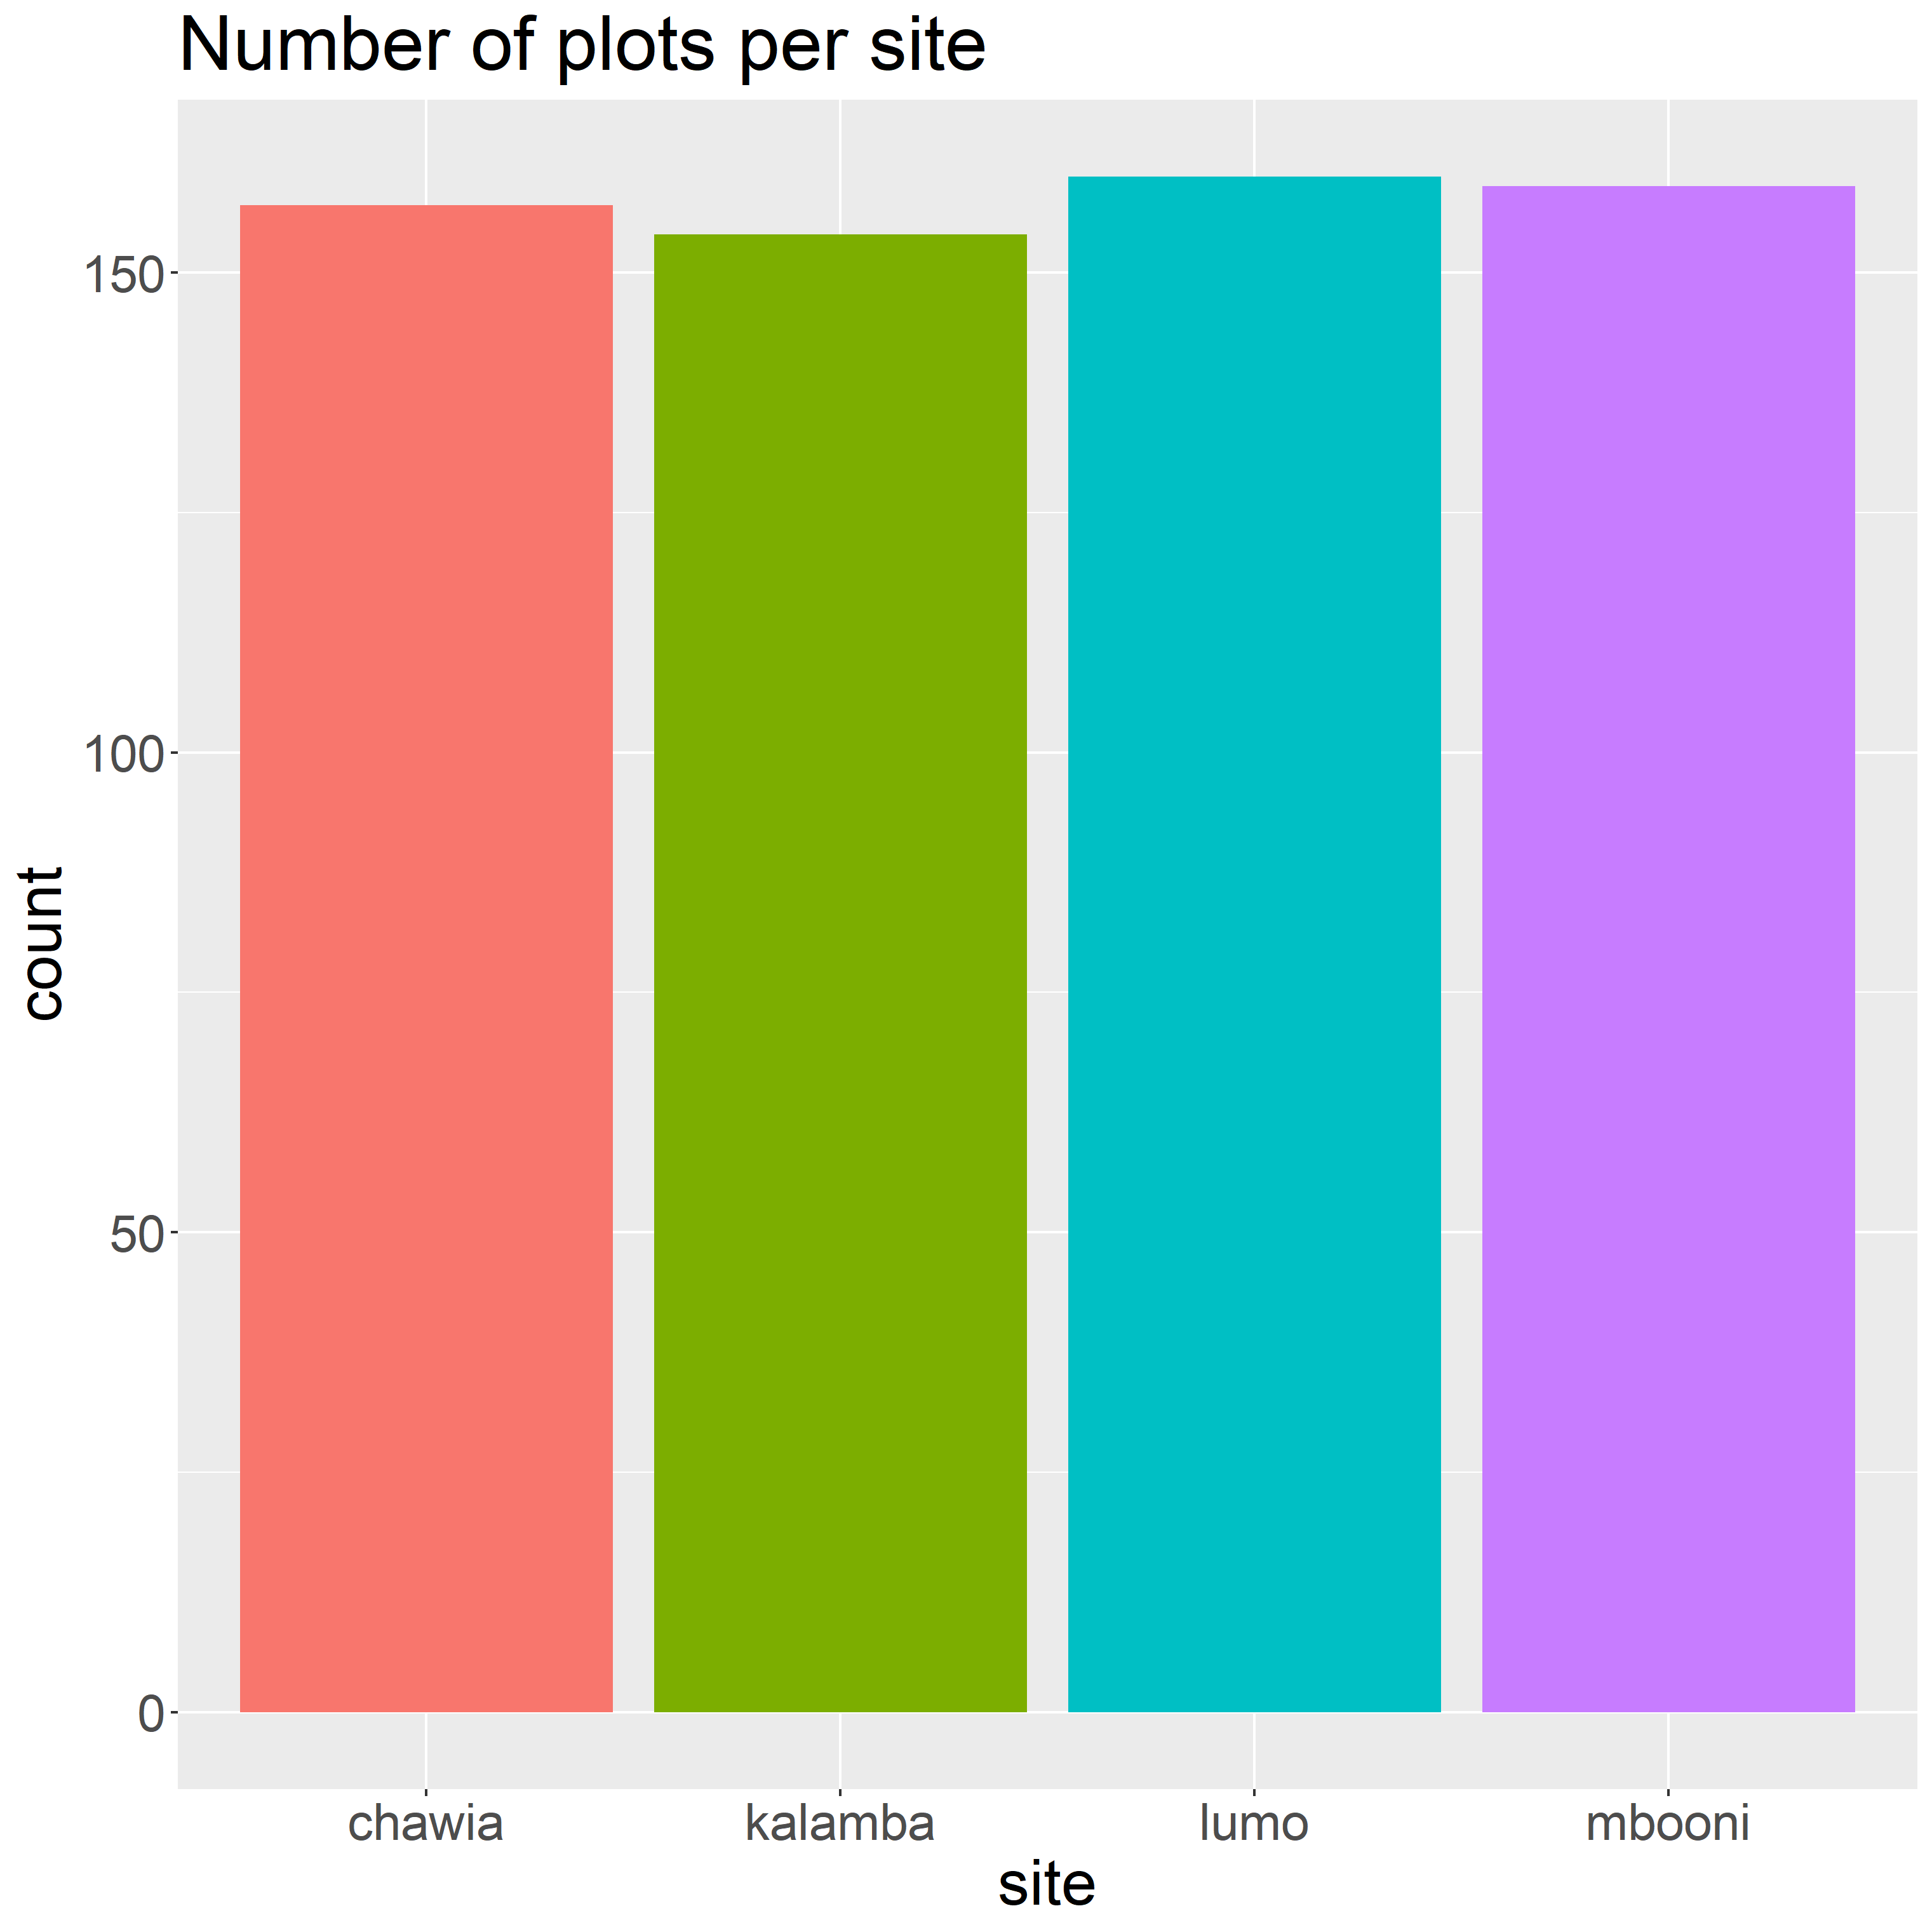 Number of plots per site
count
150
100
50
0
chawia kalamba lumo mbooni
site